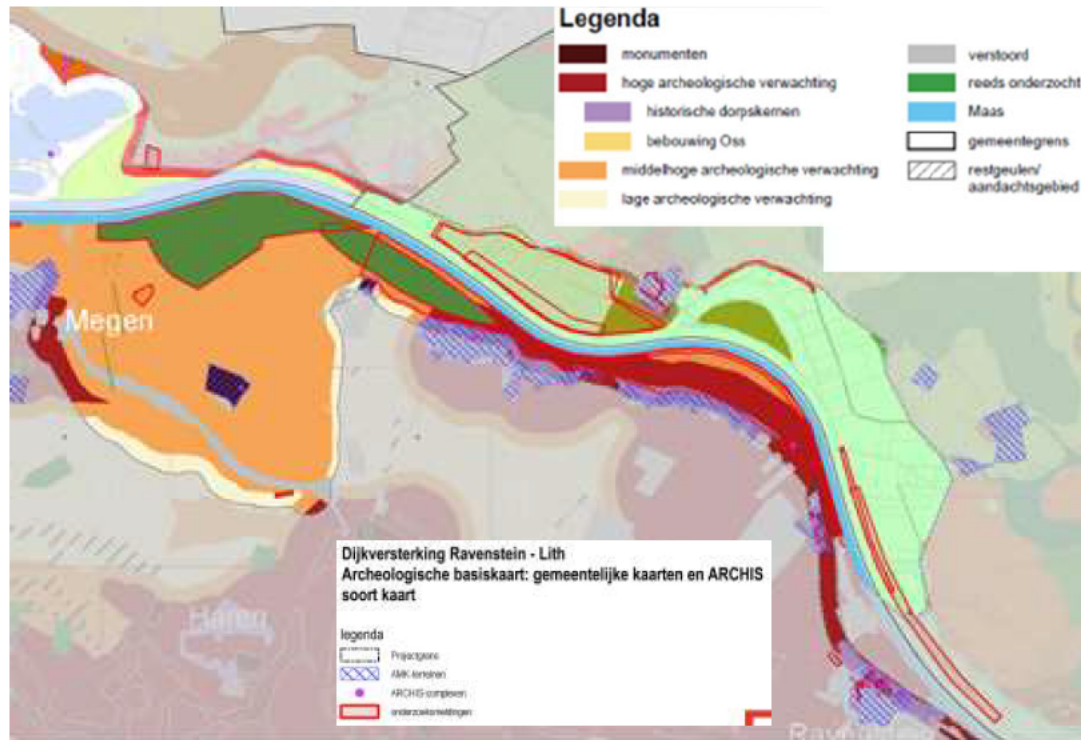 Legenda
monumenten
hoge archeologische verwachting
historische dorpskernen
bebouwing Oss
middelhoge archeologische verwachting
lage archeologische verwachting
verstoord
reeds onderzocht
Maas
gemeentegrens
restgeulen/
aandachtsgebied
Megen
Haren
Dijkversterking Ravenstein - Lith
Archeologische basiskaart: gemeentelijke kaarten en ARCHIS
soort kaart
legenda
Projectgrens
AMK-terreinen
ARCHIS-complexen
onderzoeksmeldingen
Ravenstein